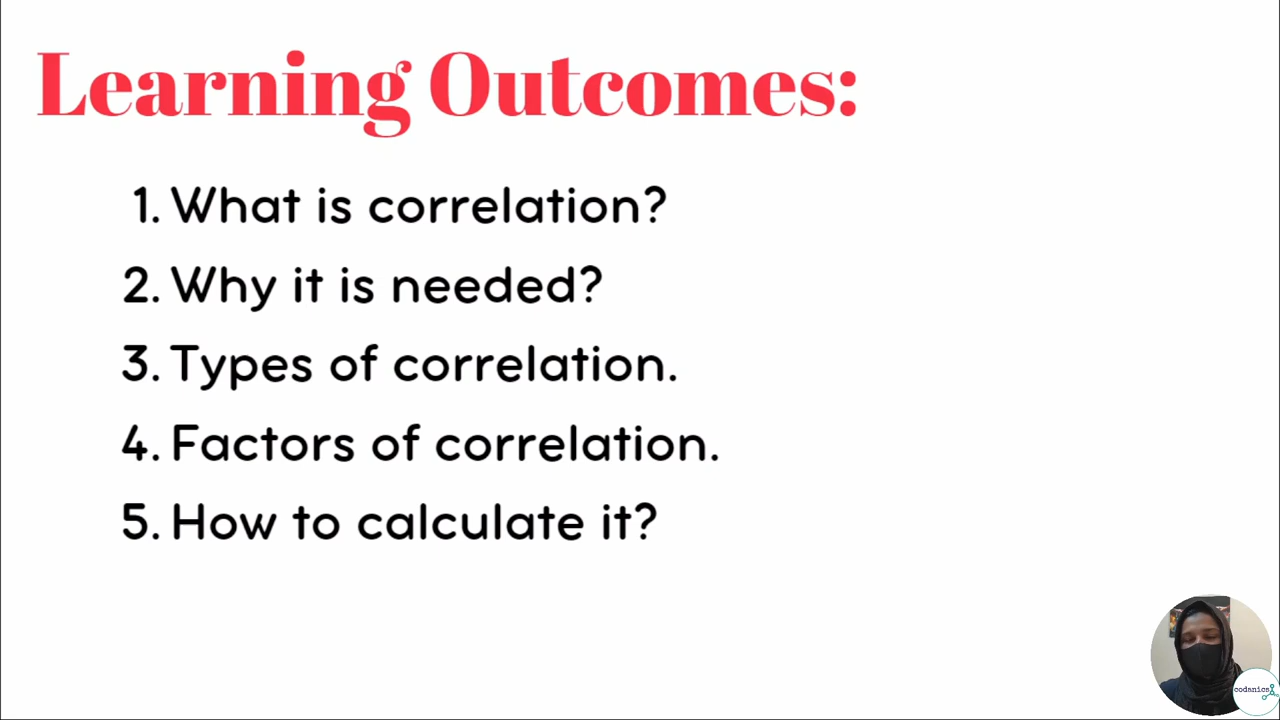 Learning Outcomes:
1. What is correlation?
2. Why it is needed?
3. Types of correlation.
4. Factors of correlation.
5. How to calculate it?
codanics